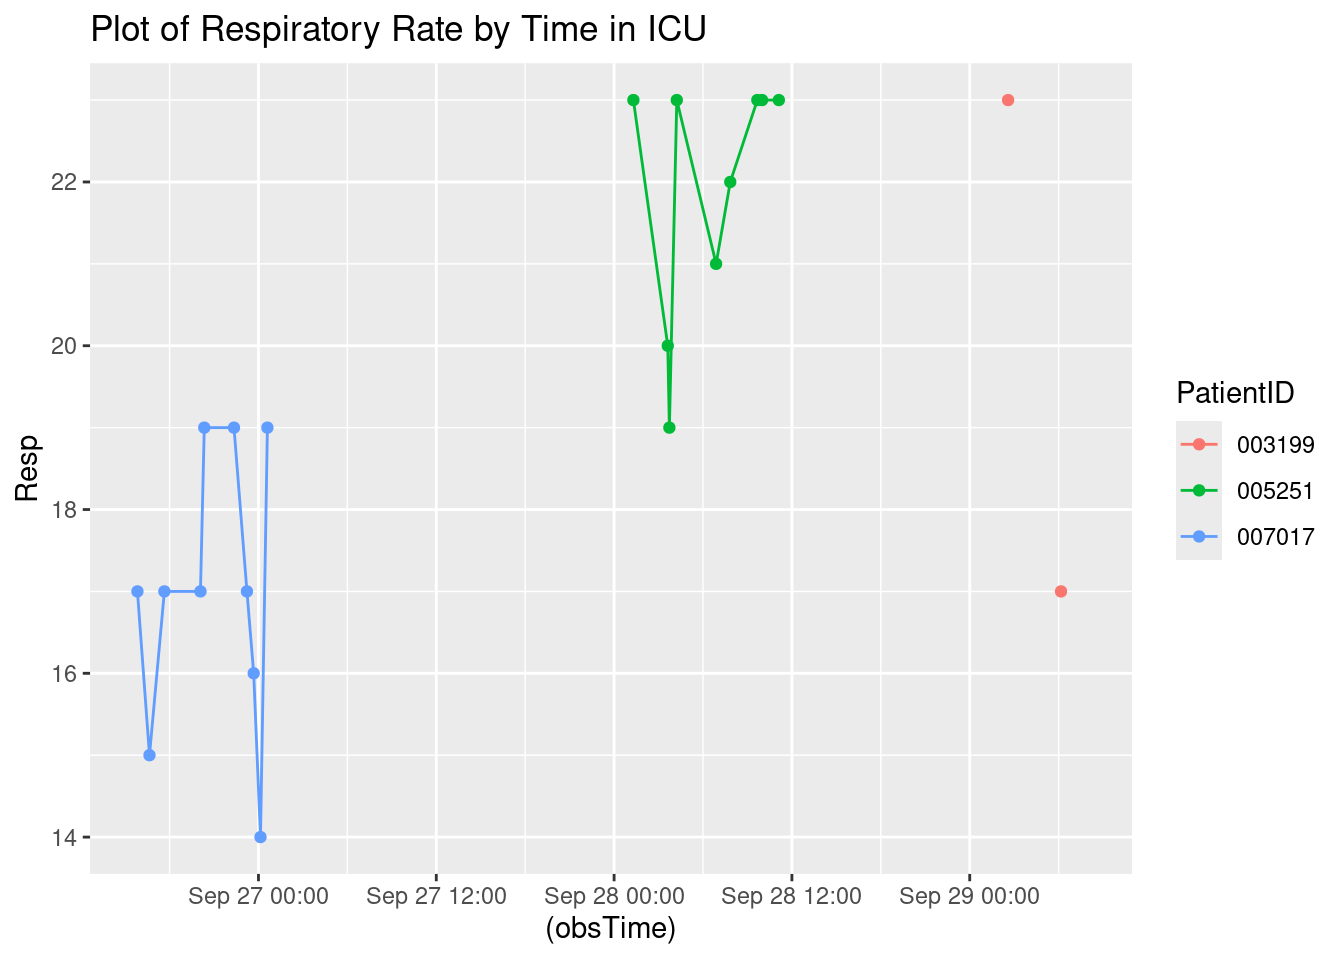 Plot of Respiratory Rate by Time in ICU
Resp
22
20
18
16
14
Sep 27 00:00 Sep 27 12:00 Sep 28 00:00 Sep 28 12:00 Sep 29 00:00
(obsTime)
PatientID
003199
005251
007017